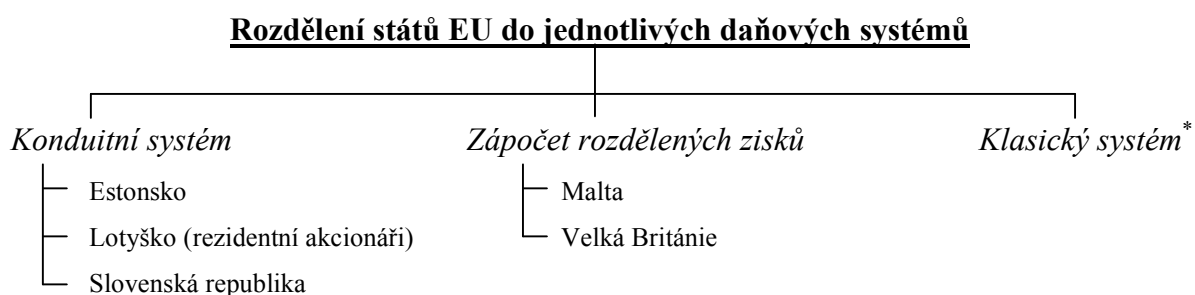 Rozdělení států EU do jednotlivých daňových systémů
Konduitní systém
Zápočet rozdělených zisků
Klasický systém*
Estonsko
Malta
Lotyško (rezidentní akcionáři)
Velká Británie
Slovenská republika